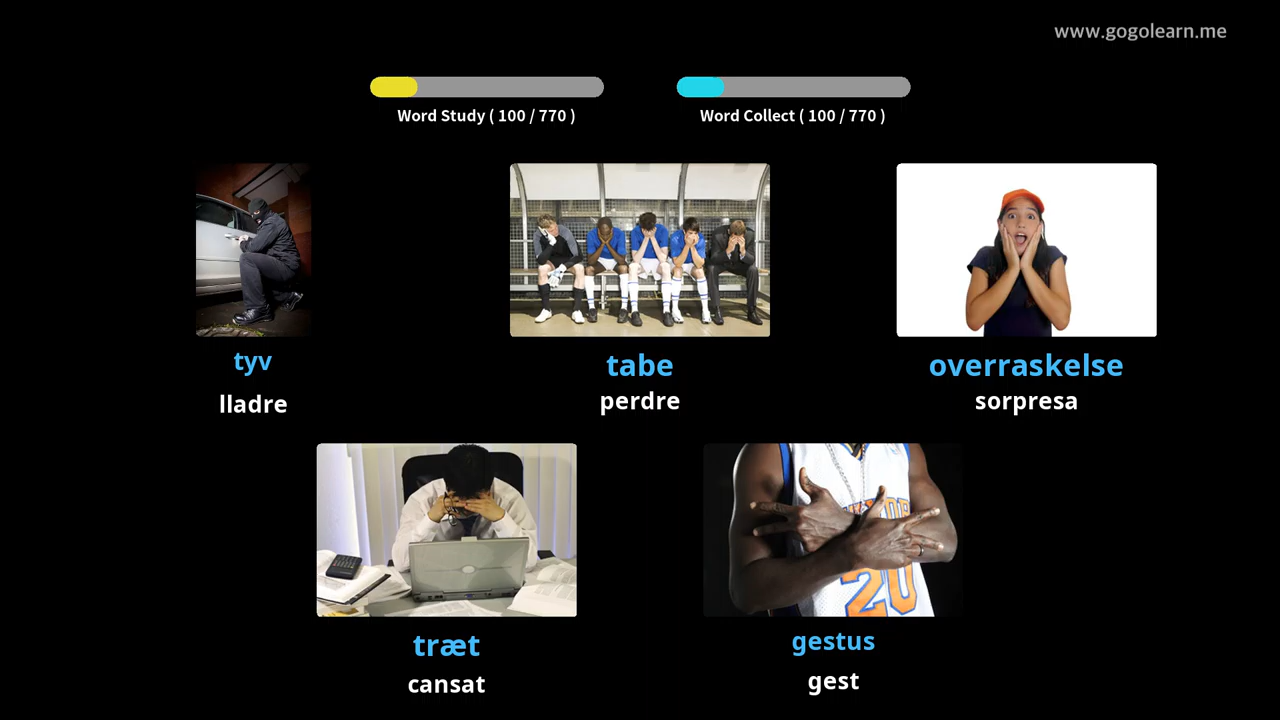 www.gogolearn.me
Word Study ( 100 / 770 )
Word Collect ( 100 / 770 )
tyv
lladre
tabe
perdre
overraskelse
sorpresa
træt
cansat
20
gestus
gest